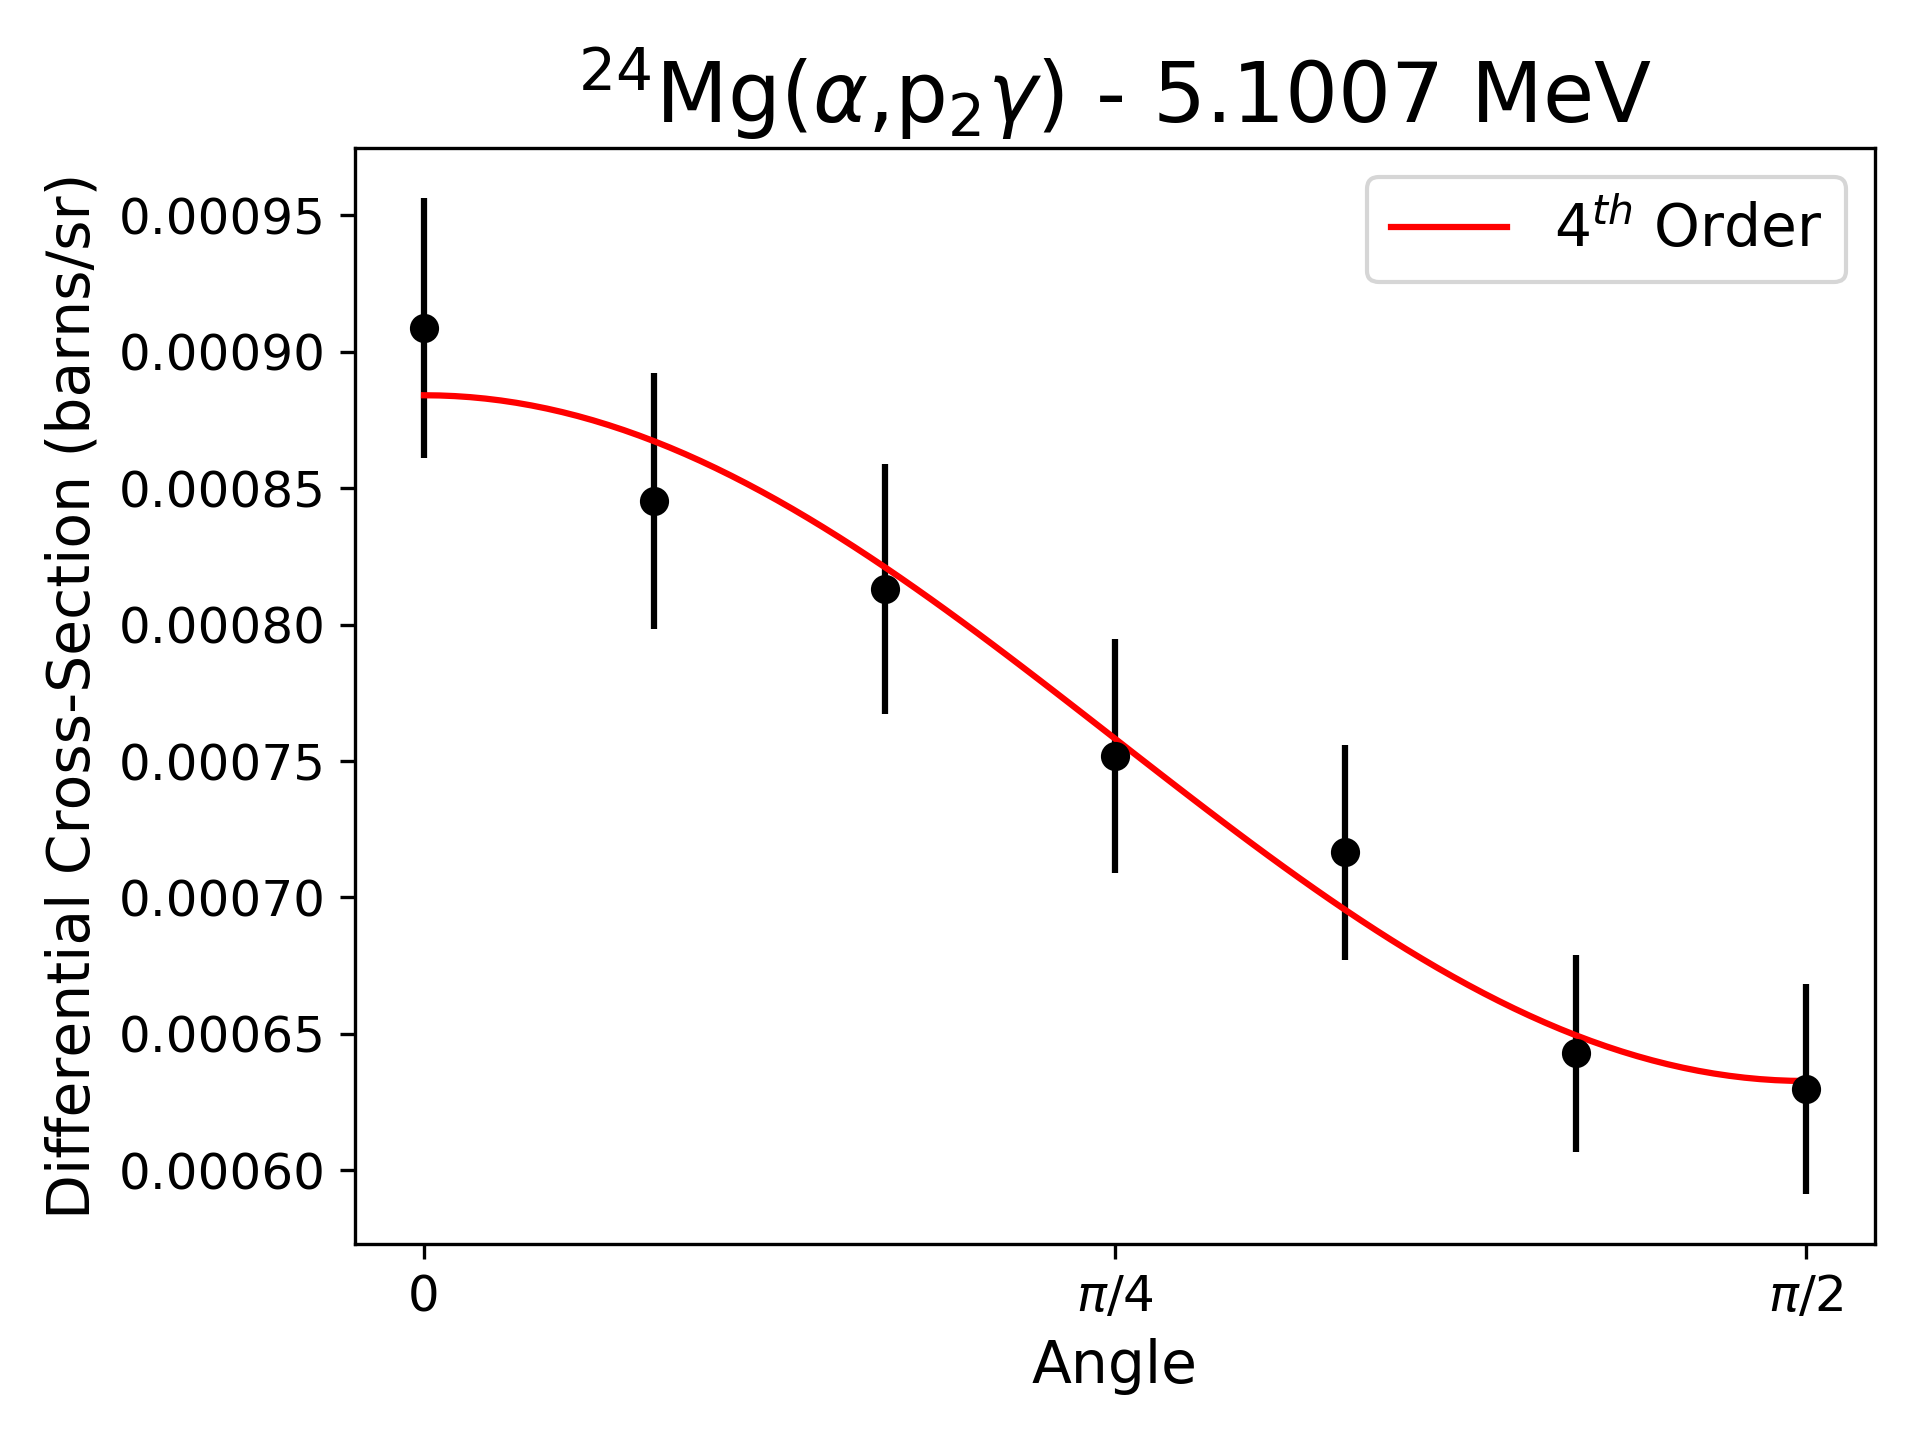 ²⁴Mg(α,p₂γ) - 5.1007 MeV
4ᵗʰ Order
Differential Cross-Section (barns/sr)
0.00095
0.00090
0.00085
0.00080
0.00075
0.00070
0.00065
0.00060
0 π/4 π/2
Angle